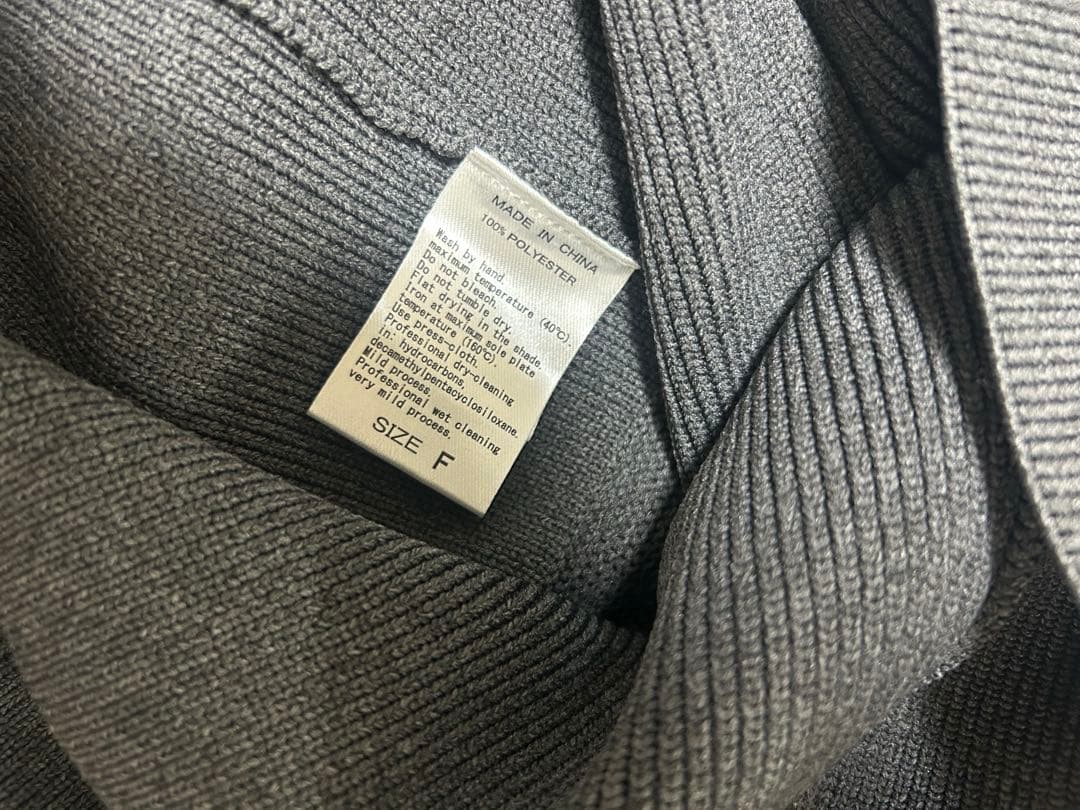 MADE IN CHINA
100% POLYESTER
Wash by hand.
maximum temperature (40℃).
Do not bleach.
Do not tumble dry.
Flat drying in the shade.
Iron at maximum sole plate
temperature (160℃).
Use press-cloth.
Professional dry-cleaning
in: hydrocarbons,
decamethylpentacyclosiloxane.
Mild process.
Professional wet cleaning
very mild process.
SIZE F